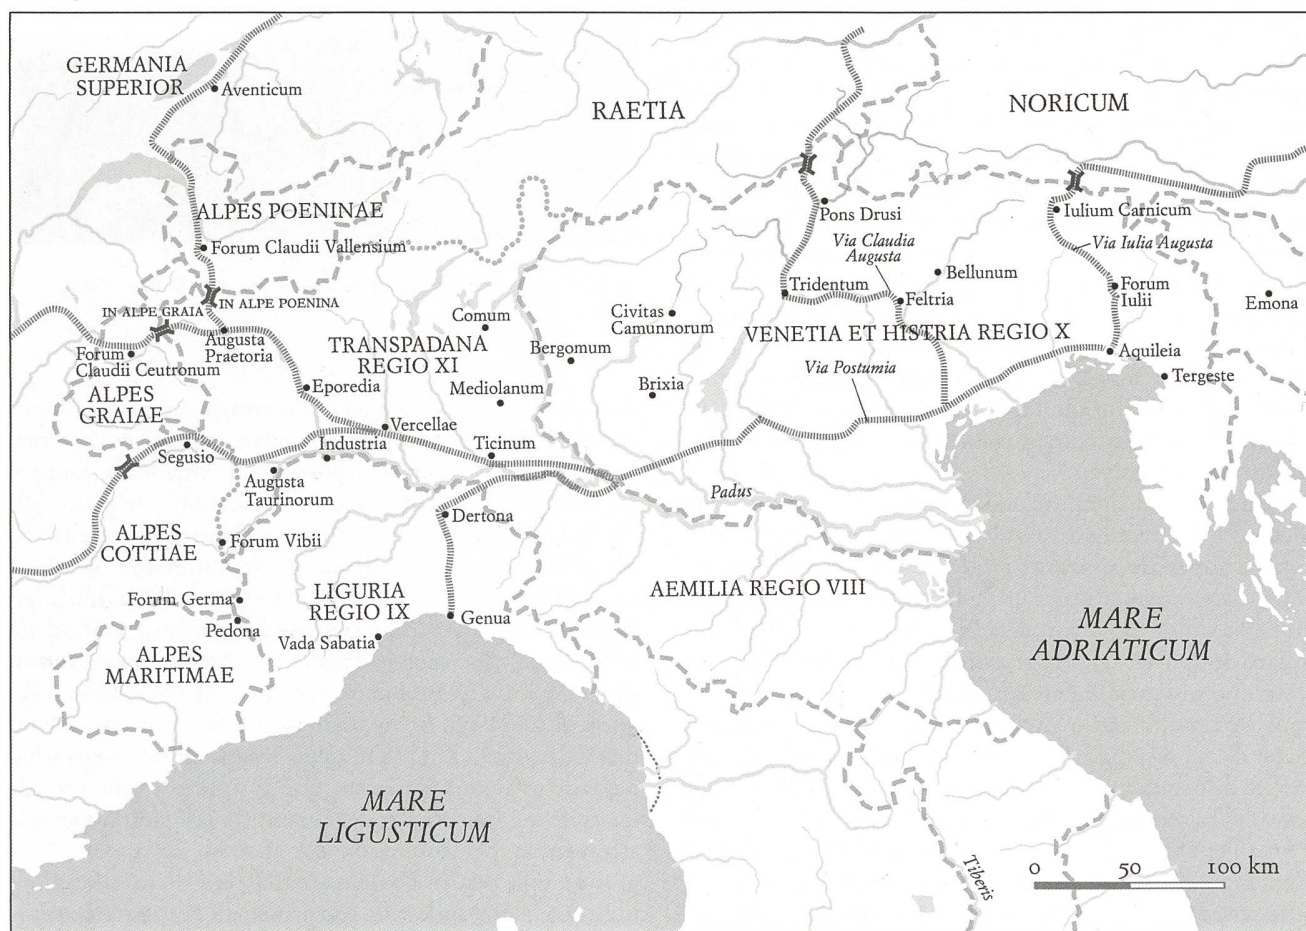 GERMANIA
SUPERIOR
Aventicum
RAETIA
NORICUM
ALPES POENINAE
Forum Claudii Vallensium
Pons Drusi
Iulium Carnicum
Via Claudia
Augusta
Via Iulia Augusta
Bellunum
IN ALPE GRAIA
IN ALPE POENINA
Tridentum
Feltria
Forum
Iulii
Emona
Comum
Civitas
Camunnorum
Augusta
Praetoria
TRANSPADANA
REGIO XI
Bergomum
VENETIA ET HISTRIA REGIO X
Forum
Claudii Ceutronum
Aquileia
Via Postumia
Tergeste
ALPES
GRAIAE
Eporedia
Mediolanum
Brixia
Vercellae
Segusio
Industria
Ticinum
Augusta
Taurinorum
Padus
Dertona
ALPES
COTTIAE
Forum Vibii
LIGURIA
REGIO IX
AEMILIA REGIO VIII
Forum Germa
Pedona
Genua
Vada Sabatia
MARE
ADRIATICUM
ALPES
MARITIMAE
MARE
LIGUSTICUM
Tiberis
0 50 100 km